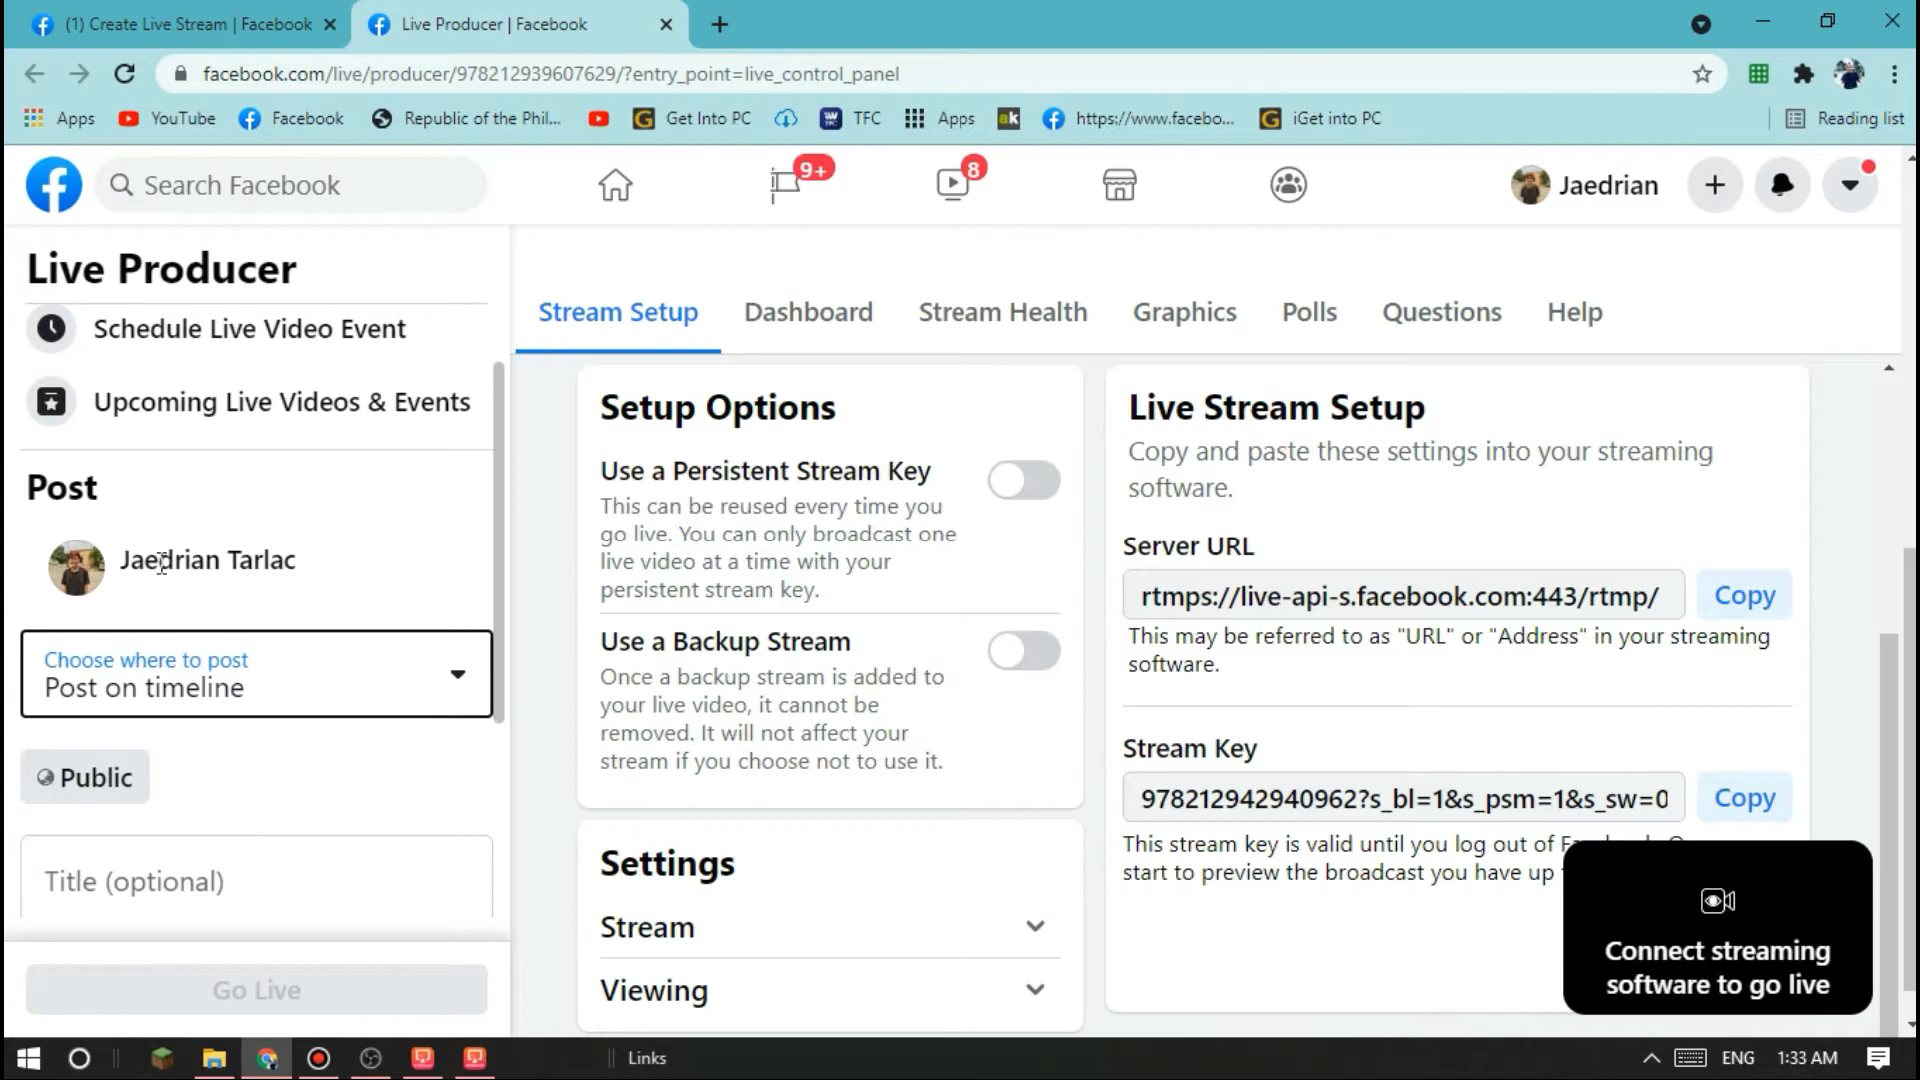 (1) Create Live Stream | Facebook
Live Producer | Facebook
facebook.com/live/producer/978212939607629/?entry_point=live_control_panel
Apps
YouTube
Facebook
Republic of the Phil...
Get Into PC
TFC
Apps
ak
https://www.facebo...
iGet into PC
Reading list
Search Facebook
9+
8
Jaedrian
Live Producer
Schedule Live Video Event
Upcoming Live Videos & Events
Post
Jaedrian Tarlac
Choose where to post
Post on timeline
Public
Title (optional)
Go Live
Stream Setup
Dashboard
Stream Health
Graphics
Polls
Questions
Help
Setup Options
Use a Persistent Stream Key
This can be reused every time you
go live. You can only broadcast one
live video at a time with your
persistent stream key.
Use a Backup Stream
Once a backup stream is added to
your live video, it cannot be
removed. It will not affect your
stream if you choose not to use it.
Settings
Stream
Viewing
Live Stream Setup
Copy and paste these settings into your streaming
software.
Server URL
rtmps://live-api-s.facebook.com:443/rtmp/
Copy
This may be referred to as "URL" or "Address" in your streaming
software.
Stream Key
978212942940962?s_bl=1&s_psm=1&s_sw=0
Copy
This stream key is valid until you log out of
start to preview the broadcast you have up
Connect streaming
software to go live
Links
ENG
1:33 AM